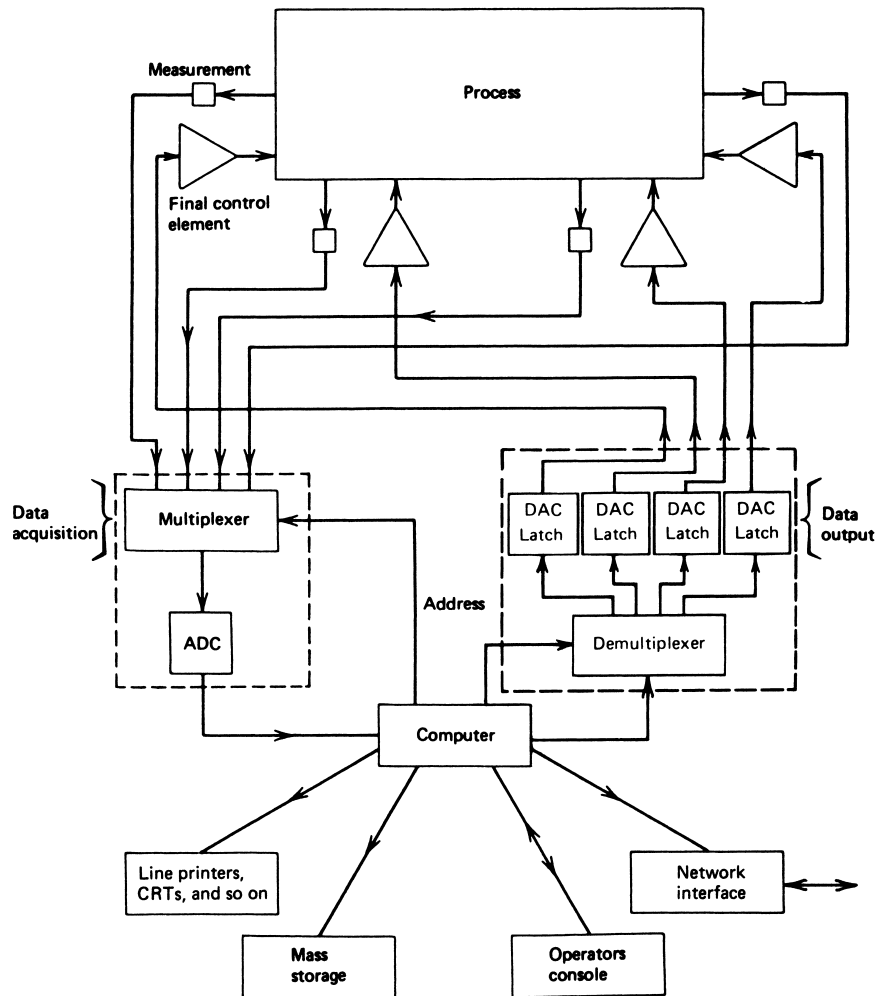 Measurement
Process
Final control
element
Data
acquisition
Multiplexer
DAC
Latch
DAC
Latch
DAC
Latch
DAC
Latch
Data
output
Address
ADC
Demultiplexer
Computer
Line printers,
CRTs, and so on
Network
interface
Mass
storage
Operators
console